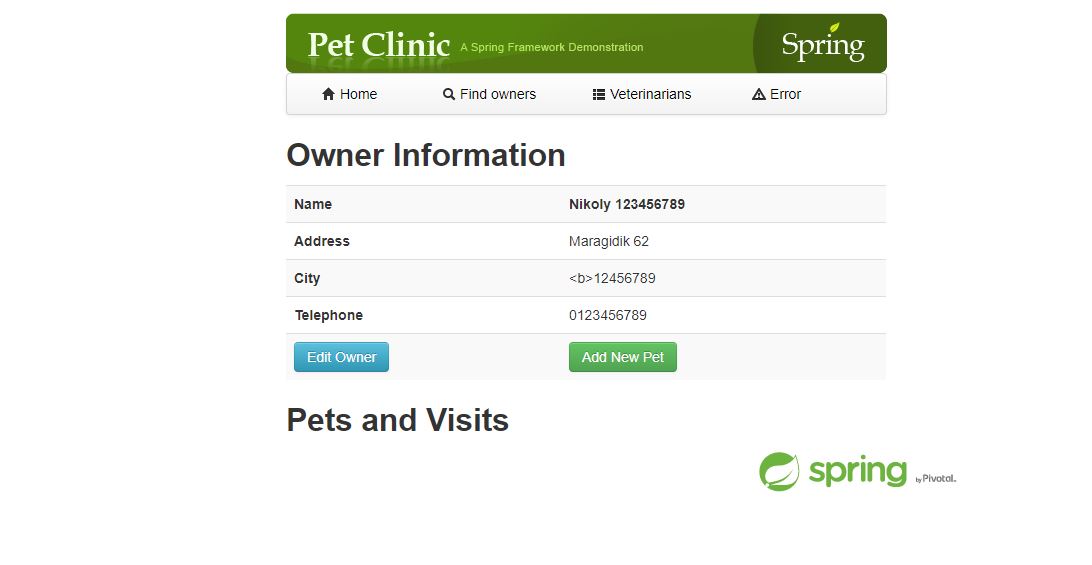 Pet Clinic A Spring Framework Demonstration Spring
Home Find owners Veterinarians Error
Owner Information
Name Nikoly 123456789
Address Maragidik 62
City <b>12456789
Telephone 0123456789
Edit Owner Add New Pet
Pets and Visits
spring by Pivotal.